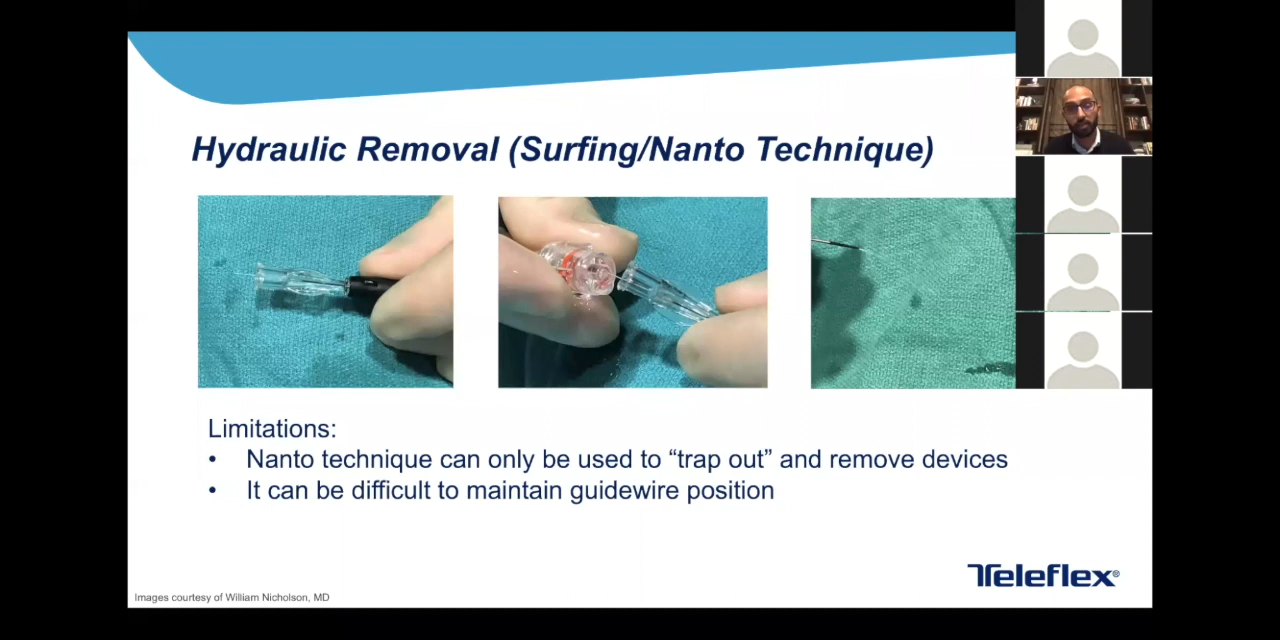 Hydraulic Removal (Surfing/Nanto Technique)
Limitations:
• Nanto technique can only be used to “trap out” and remove devices
• It can be difficult to maintain guidewire position
Teleflex®
Images courtesy of William Nicholson, MD